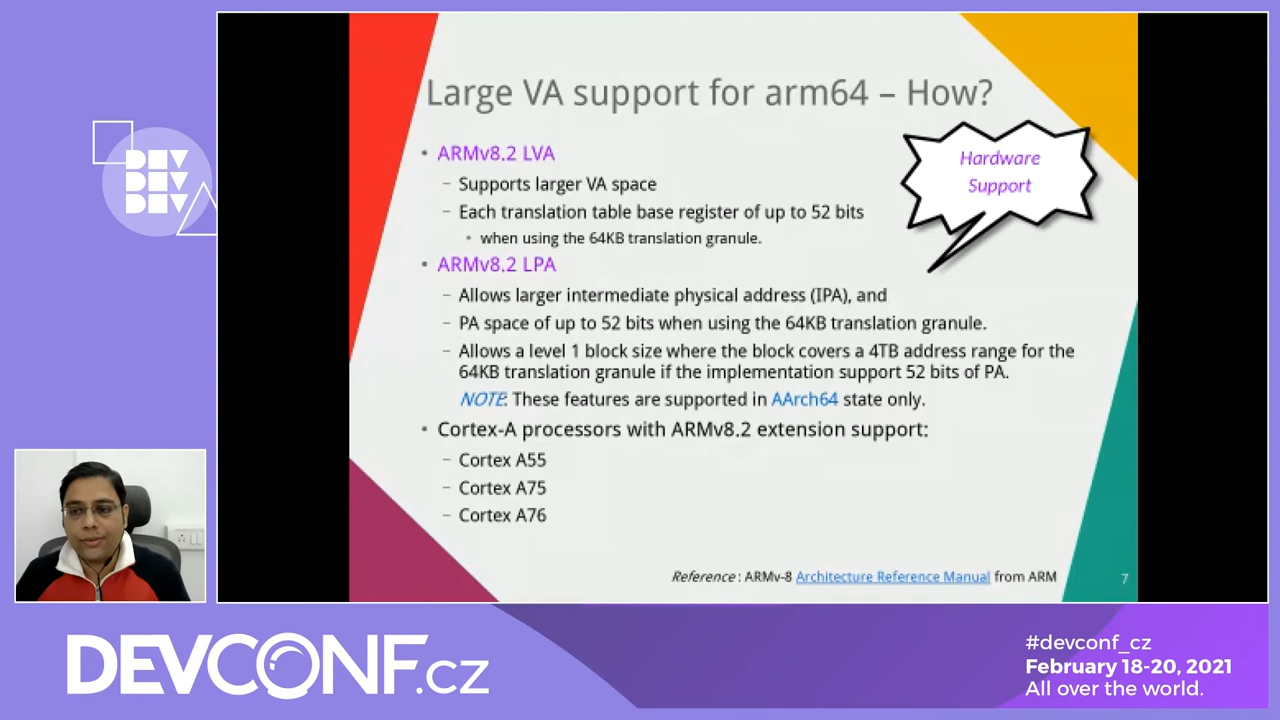 DEV
DEV
DEV
Large VA support for arm64 – How?
Hardware
Support
• ARMv8.2 LVA
– Supports larger VA space
– Each translation table base register of up to 52 bits
• when using the 64KB translation granule.
• ARMv8.2 LPA
– Allows larger intermediate physical address (IPA), and
– PA space of up to 52 bits when using the 64KB translation granule.
– Allows a level 1 block size where the block covers a 4TB address range for the
64KB translation granule if the implementation support 52 bits of PA.
NOTE: These features are supported in AArch64 state only.
• Cortex-A processors with ARMv8.2 extension support:
– Cortex A55
– Cortex A75
– Cortex A76
Reference : ARMv-8 Architecture Reference Manual from ARM
7
DEVCONF.cz
#devconf_cz
February 18-20, 2021
All over the world.